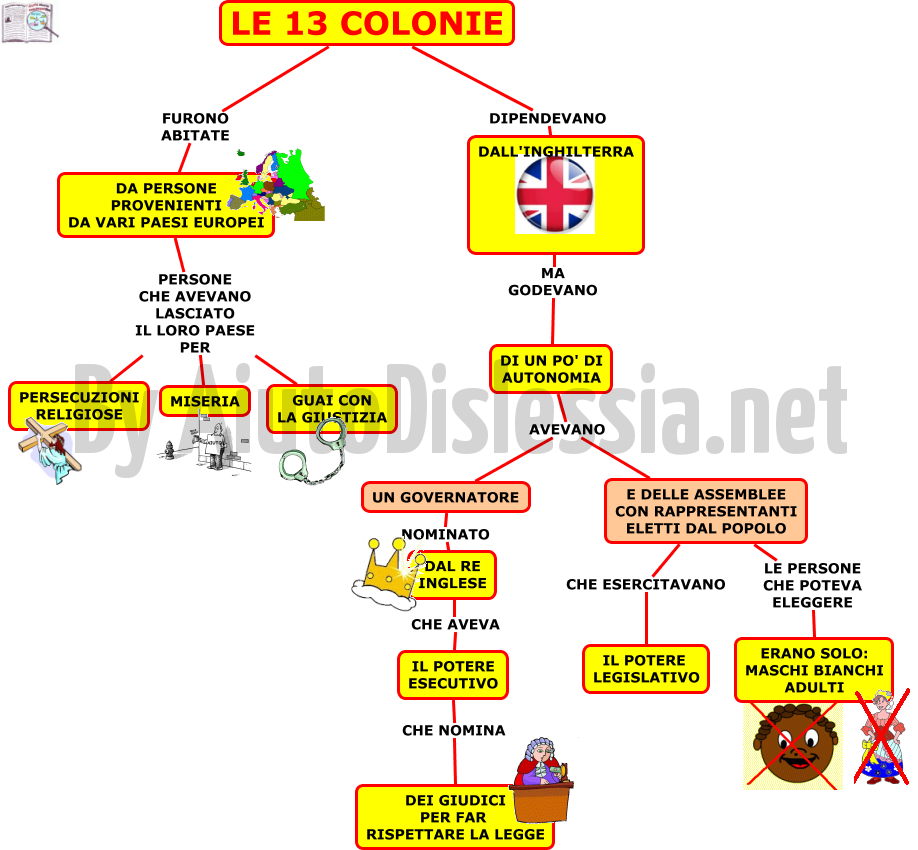 LE 13 COLONIE
FURONO
ABITATE
DA PERSONE
PROVENIENTI
DA VARI PAESI EUROPEI
PERSONE
CHE AVEVANO
LASCIATO
IL LORO PAESE
PER
PERSECUZIONI
RELIGIOSE
MISERIA
GUAI CON
LA GIUSTIZIA
DIPENDEVANO
DALL'INGHILTERRA
MA
GODEVANO
DI UN PO' DI
AUTONOMIA
AVEVANO
UN GOVERNATORE
NOMINATO
DAL RE
INGLESE
CHE AVEVA
IL POTERE
ESECUTIVO
CHE NOMINA
DEI GIUDICI
PER FAR
RISPETTARE LA LEGGE
E DELLE ASSEMBLEE
CON RAPPRESENTANTI
ELETTI DAL POPOLO
CHE ESERCITAVANO
IL POTERE
LEGISLATIVO
LE PERSONE
CHE POTEVA
ELEGGERE
ERANO SOLO:
MASCHI BIANCHI
ADULTI
By AiutoDislessia.net